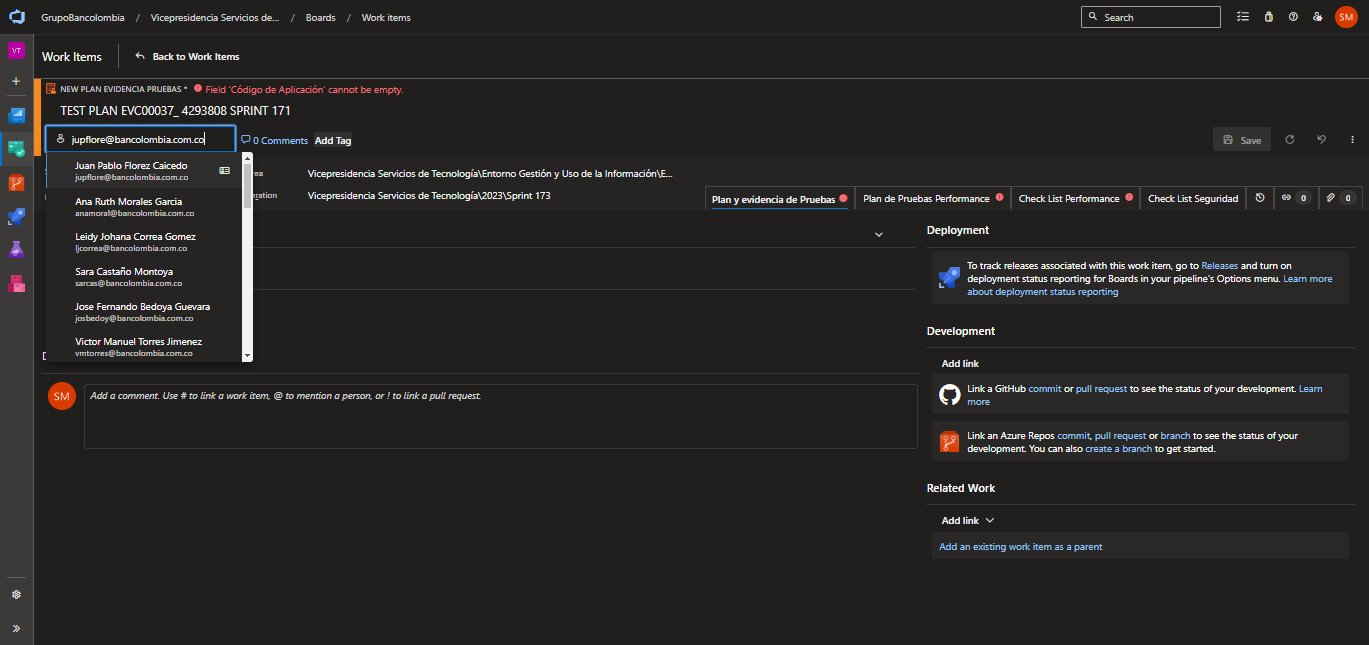 GrupoBancolombia / Vicepresidencia Servicios de... / Boards / Work items
Search
SM
VT
Work Items
Back to Work Items
NEW PLAN EVIDENCIA PRUEBAS * Field 'Código de Aplicación' cannot be empty.
TEST PLAN EVC00037_ 4293808 SPRINT 171
jupflore@bancolombia.com.co
0 Comments
Add Tag
Save
Juan Pablo Florez Caicedo
jupflore@bancolombia.com.co
Ana Ruth Morales Garcia
anamoral@bancolombia.com.co
Leidy Johana Correa Gomez
ljcorrea@bancolombia.com.co
Sara Castaño Montoya
sarcas@bancolombia.com.co
Jose Fernando Bedoya Guevara
josbedoy@bancolombia.com.co
Victor Manuel Torres Jimenez
vmtorres@bancolombia.com.co
rea
Vicepresidencia Servicios de Tecnología\Entorno Gestión y Uso de la Información\E...
eration
Vicepresidencia Servicios de Tecnología\2023\Sprint 173
Plan y evidencia de Pruebas
Plan de Pruebas Performance
Check List Performance
Check List Seguridad
0
0
Deployment
To track releases associated with this work item, go to Releases and turn on
deployment status reporting for Boards in your pipeline's Options menu. Learn more
about deployment status reporting
Development
Add link
Link a GitHub commit or pull request to see the status of your development. Learn
more
Link an Azure Repos commit, pull request or branch to see the status of your
development. You can also create a branch to get started.
Related Work
Add link
Add an existing work item as a parent
SM
Add a comment. Use # to link a work item, @ to mention a person, or ! to link a pull request.